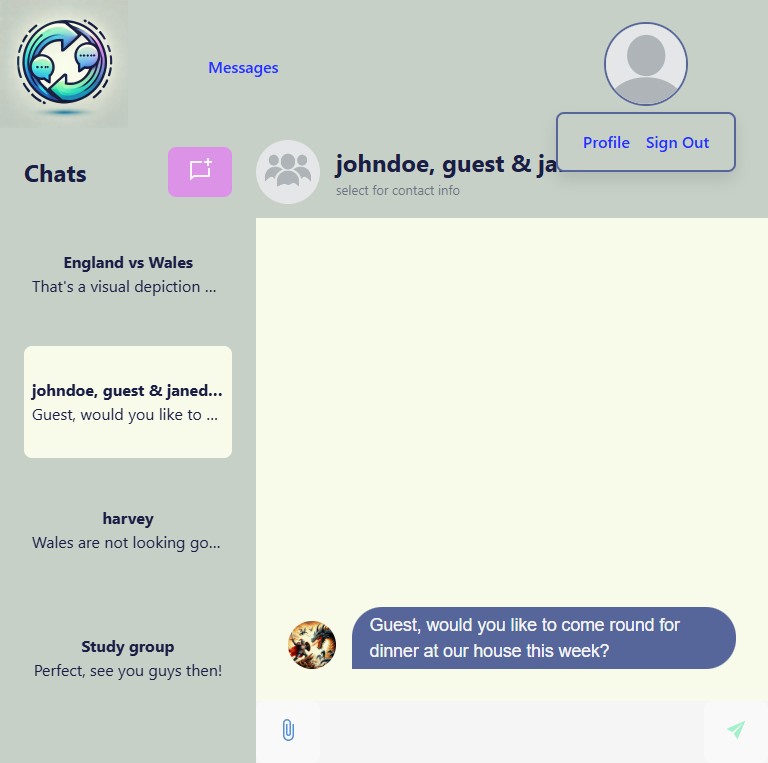 Messages
Profile Sign Out
Chats
johndoe, guest & ja
select for contact info
England vs Wales
That's a visual depiction ...
johndoe, guest & janed...
Guest, would you like to ...
harvey
Wales are not looking go...
Study group
Perfect, see you guys then!
Guest, would you like to come round for
dinner at our house this week?